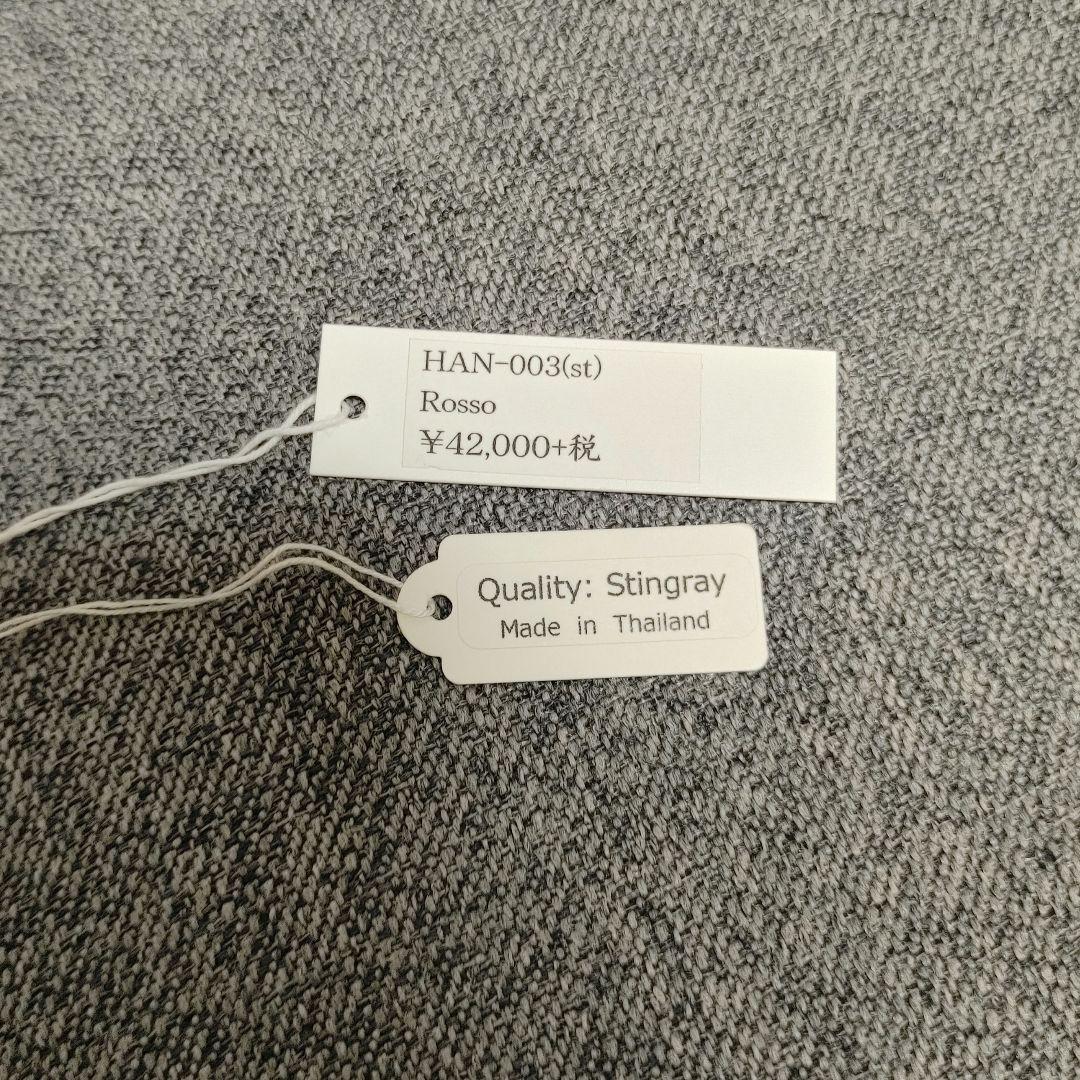 HAN-003(st)
Rosso
¥42,000+税
Quality: Stingray
Made in Thailand